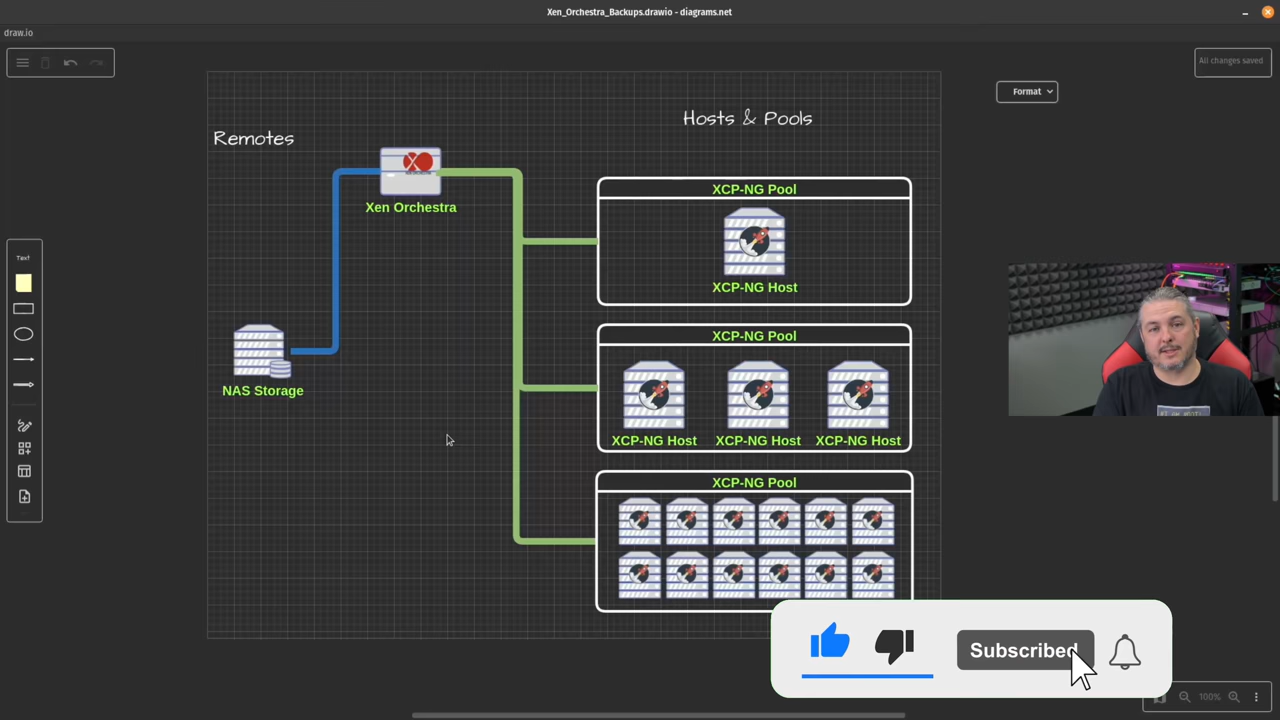 Xen_Orchestra_Backups.drawio - diagrams.net
draw.io
All changes saved
Format
Hosts & Pools
Remotes
XCP-NG Pool
Xen Orchestra
XCP-NG Host
Text
XCP-NG Pool
NAS Storage
XCP-NG Host
XCP-NG Host
XCP-NG Host
XCP-NG Pool
Subscribed
100%